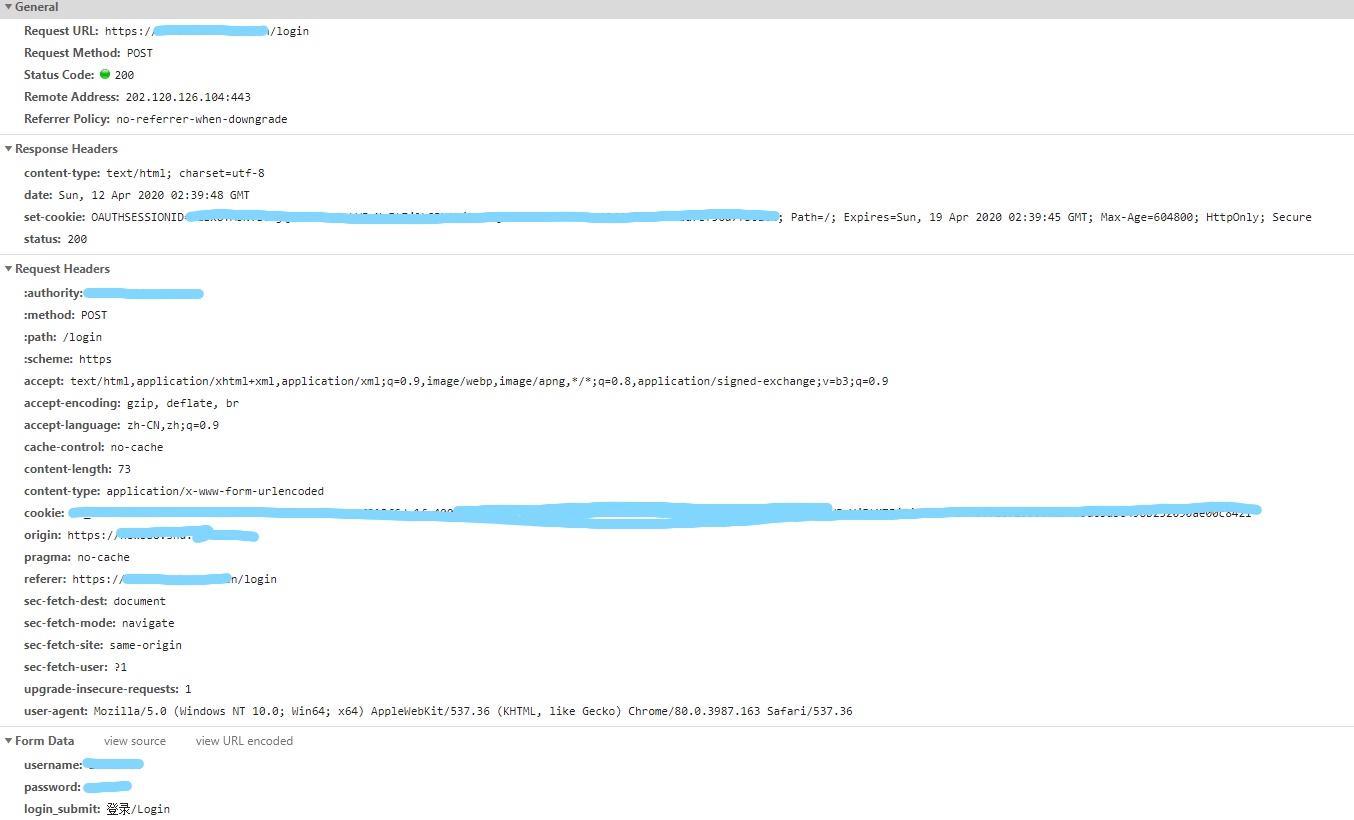 General
Request URL: https:// /login
Request Method: POST
Status Code: 200
Remote Address: 202.120.126.104:443
Referrer Policy: no-referrer-when-downgrade
Response Headers
content-type: text/html; charset=utf-8
date: Sun, 12 Apr 2020 02:39:48 GMT
set-cookie: OAUTHSESSIONID= ; Path=/; Expires=Sun, 19 Apr 2020 02:39:45 GMT; Max-Age=604800; HttpOnly; Secure
status: 200
Request Headers
:authority:
:method: POST
:path: /login
:scheme: https
accept: text/html,application/xhtml+xml,application/xml;q=0.9,image/webp,image/apng,*/*;q=0.8,application/signed-exchange;v=b3;q=0.9
accept-encoding: gzip, deflate, br
accept-language: zh-CN,zh;q=0.9
cache-control: no-cache
content-length: 73
content-type: application/x-www-form-urlencoded
cookie:
origin: https://
pragma: no-cache
referer: https:// n/login
sec-fetch-dest: document
sec-fetch-mode: navigate
sec-fetch-site: same-origin
sec-fetch-user: ?1
upgrade-insecure-requests: 1
user-agent: Mozilla/5.0 (Windows NT 10.0; Win64; x64) AppleWebKit/537.36 (KHTML, like Gecko) Chrome/80.0.3987.163 Safari/537.36
Form Data view source view URL encoded
username:
password:
login_submit: 登录/Login